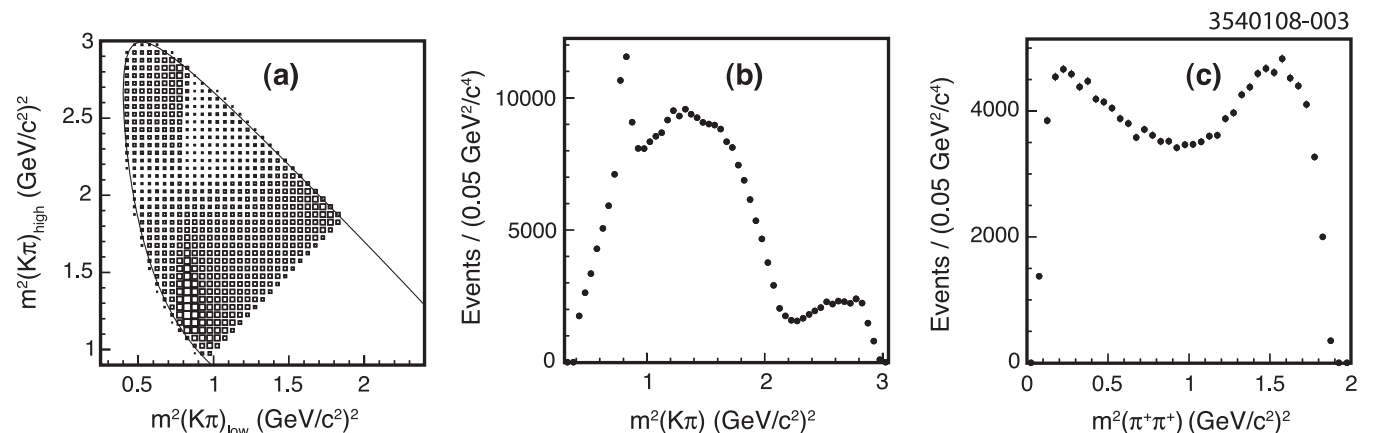 3540108-003
(a)
3
2.5
2
1.5
1
m²(Kπ)high (GeV/c²)²
0.5 1 1.5 2
m²(Kπ)low (GeV/c²)²
(b)
10000
5000
0
Events / (0.05 GeV²/c⁴)
1 2 3
m²(Kπ) (GeV/c²)²
(c)
4000
2000
0
Events / (0.05 GeV²/c⁴)
0 0.5 1 1.5 2
m²(π⁺π⁺) (GeV/c²)²